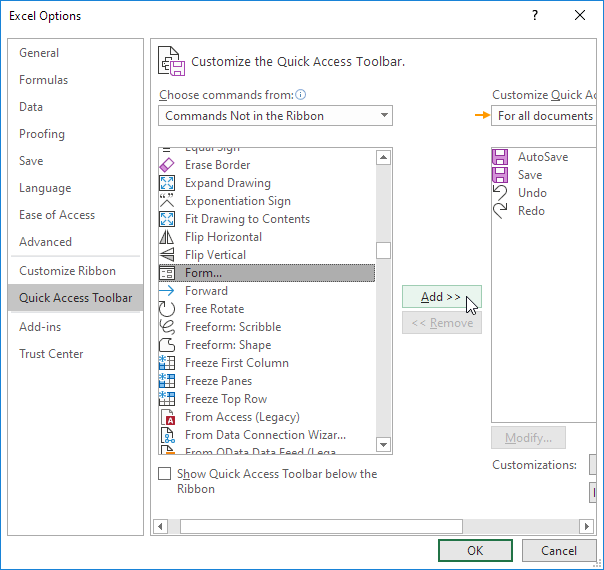 Excel Options
?
General
Formulas
Data
Proofing
Save
Language
Ease of Access
Advanced
Customize Ribbon
Quick Access Toolbar
Add-ins
Trust Center
Customize the Quick Access Toolbar.
Choose commands from:
Commands Not in the Ribbon
Equal Sign
Erase Border
Expand Drawing
Exponentiation Sign
Fit Drawing to Contents
Flip Horizontal
Flip Vertical
Form...
Forward
Free Rotate
Freeform: Scribble
Freeform: Shape
Freeze First Column
Freeze Panes
Freeze Top Row
From Access (Legacy)
From Data Connection Wizar...
From OData Data Feed (Lega...
Show Quick Access Toolbar below the
Ribbon
Add >>
<< Remove
Customize Quick Ac
For all documents
AutoSave
Save
Undo
Redo
Modify...
Customizations:
OK
Cancel